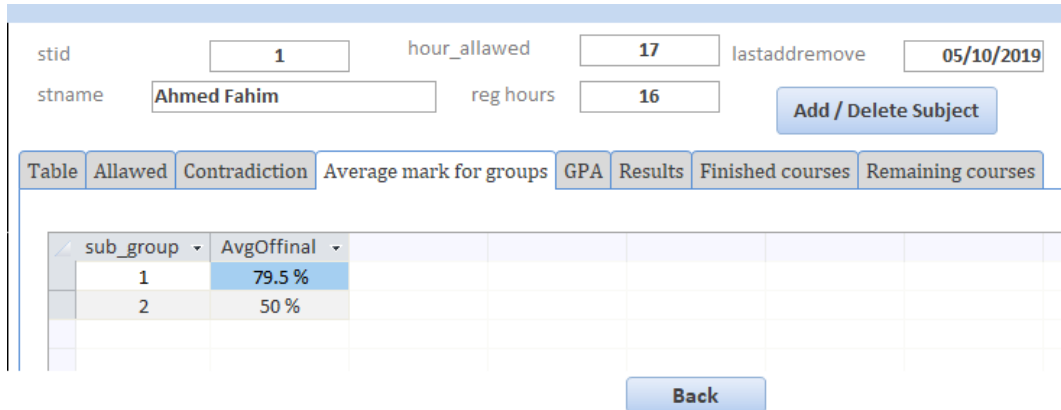 stid 1 hour_allawed 17 lastaddremove 05/10/2019
stname Ahmed Fahim reg hours 16 Add / Delete Subject
Table Allawed Contradiction Average mark for groups GPA Results Finished courses Remaining courses
sub_group AvgOffinal
1 79.5 %
2 50 %
Back